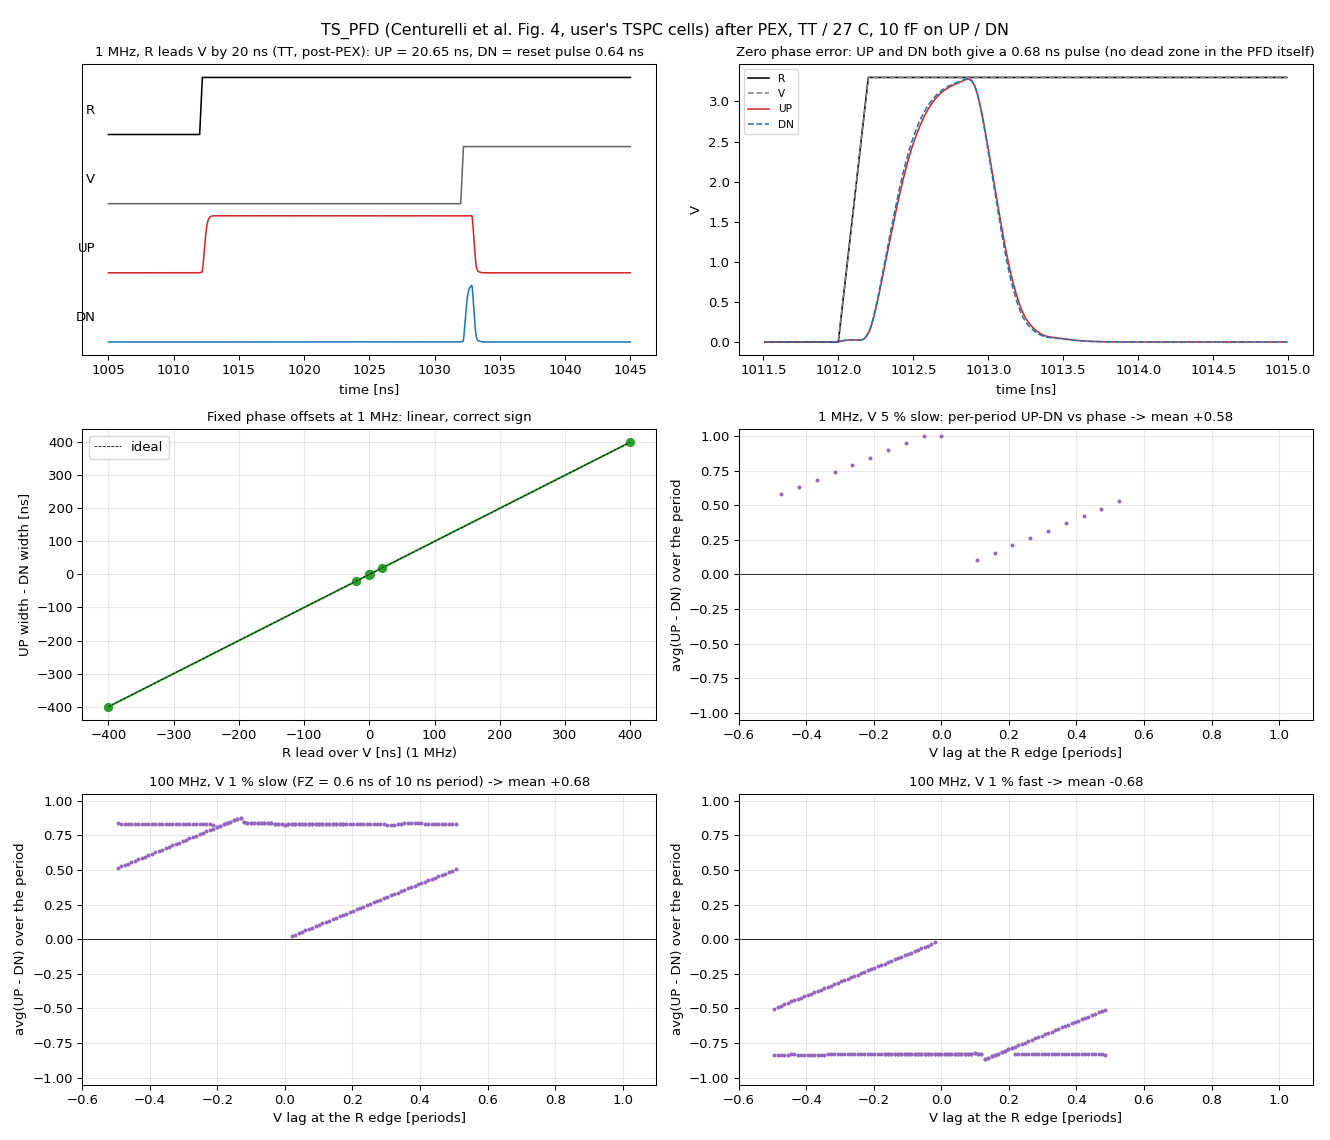 TS_PFD (Centurelli et al. Fig. 4, user's TSPC cells) after PEX, TT / 27 C, 10 fF on UP / DN
1 MHz, R leads V by 20 ns (TT, post-PEX): UP = 20.65 ns, DN = reset pulse 0.64 ns
R
V
UP
DN
1005 1010 1015 1020 1025 1030 1035 1040 1045
time [ns]
Zero phase error: UP and DN both give a 0.68 ns pulse (no dead zone in the PFD itself)
R
V
UP
DN
3.0
2.5
2.0
1.5
1.0
0.5
0.0
V
1011.5 1012.0 1012.5 1013.0 1013.5 1014.0 1014.5 1015.0
time [ns]
Fixed phase offsets at 1 MHz: linear, correct sign
ideal
400
300
200
100
0
−100
−200
−300
−400
UP width - DN width [ns]
−400 −300 −200 −100 0 100 200 300 400
R lead over V [ns] (1 MHz)
1 MHz, V 5 % slow: per-period UP-DN vs phase -> mean +0.58
1.00
0.75
0.50
0.25
0.00
−0.25
−0.50
−0.75
−1.00
avg(UP - DN) over the period
−0.6 −0.4 −0.2 0.0 0.2 0.4 0.6 0.8 1.0
V lag at the R edge [periods]
100 MHz, V 1 % slow (FZ = 0.6 ns of 10 ns period) -> mean +0.68
1.00
0.75
0.50
0.25
0.00
−0.25
−0.50
−0.75
−1.00
avg(UP - DN) over the period
−0.6 −0.4 −0.2 0.0 0.2 0.4 0.6 0.8 1.0
V lag at the R edge [periods]
100 MHz, V 1 % fast -> mean -0.68
1.00
0.75
0.50
0.25
0.00
−0.25
−0.50
−0.75
−1.00
avg(UP - DN) over the period
−0.6 −0.4 −0.2 0.0 0.2 0.4 0.6 0.8 1.0
V lag at the R edge [periods]